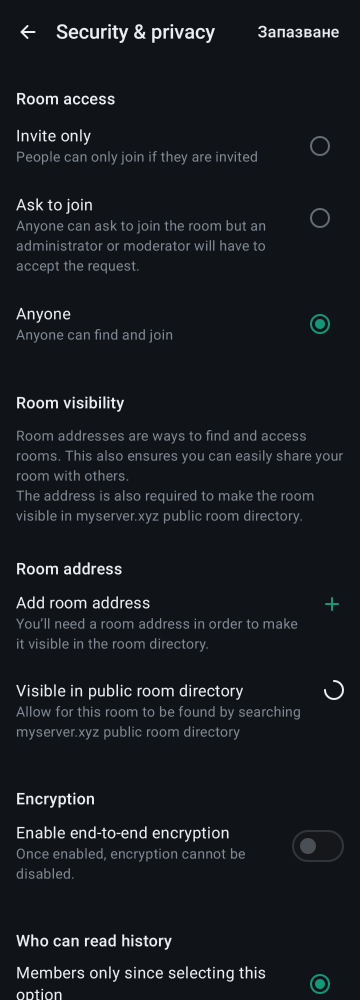 Security & privacy
Запазване
Room access
Invite only
People can only join if they are invited
Ask to join
Anyone can ask to join the room but an
administrator or moderator will have to
accept the request.
Anyone
Anyone can find and join
Room visibility
Room addresses are ways to find and access
rooms. This also ensures you can easily share your
room with others.
The address is also required to make the room
visible in myserver.xyz public room directory.
Room address
Add room address
You’ll need a room address in order to make
it visible in the room directory.
Visible in public room directory
Allow for this room to be found by searching
myserver.xyz public room directory
Encryption
Enable end-to-end encryption
Once enabled, encryption cannot be
disabled.
Who can read history
Members only since selecting this
option